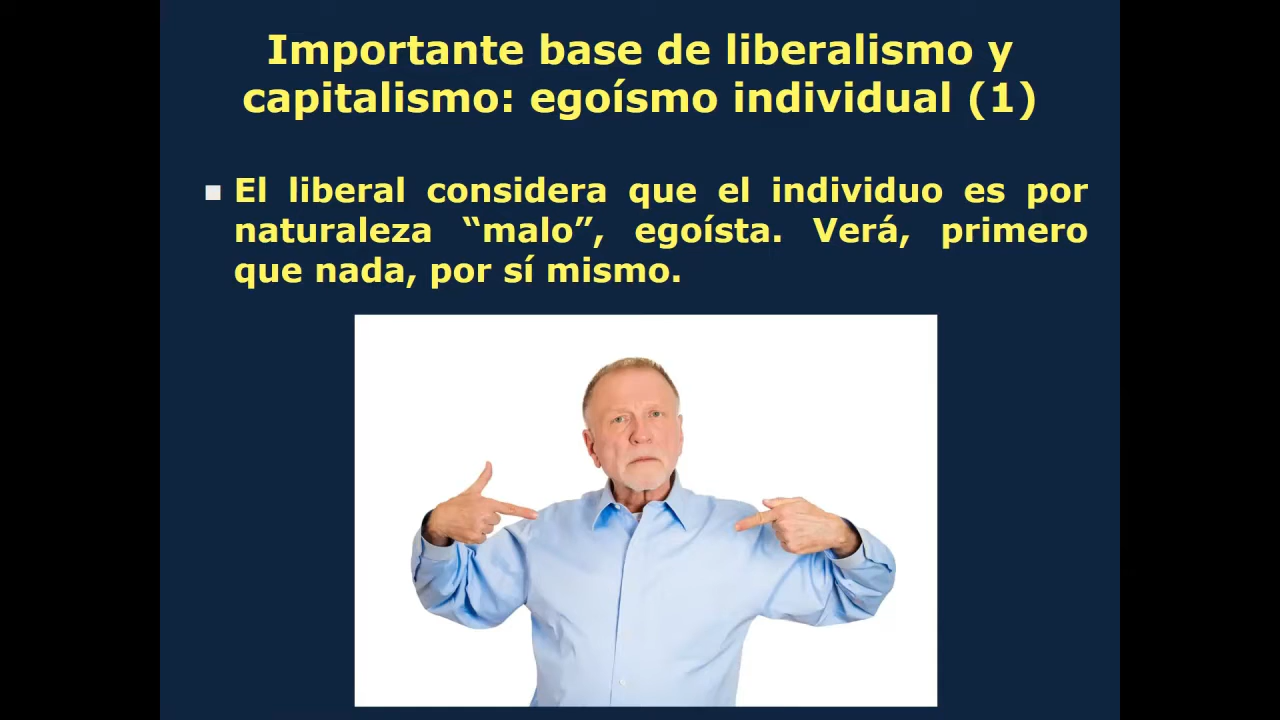 Importante base de liberalismo y
capitalismo: egoísmo individual (1)
El liberal considera que el individuo es por
naturaleza “malo”, egoísta. Verá, primero
que nada, por sí mismo.